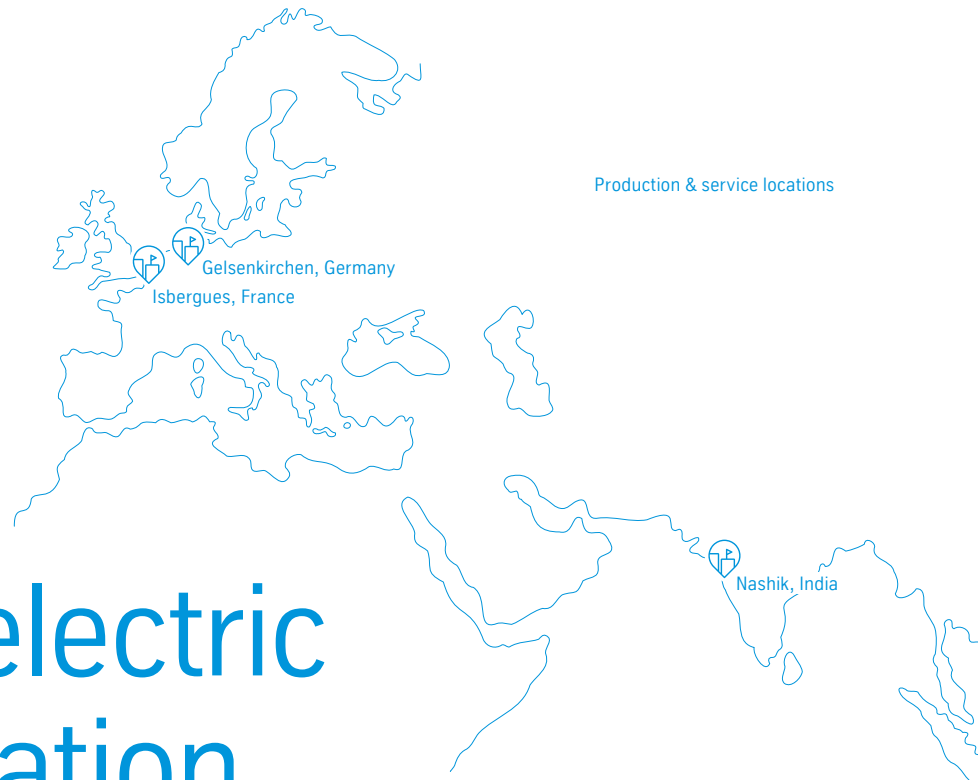 Production & service locations
Gelsenkirchen, Germany
Isbergues, France
Nashik, India
electric
ation